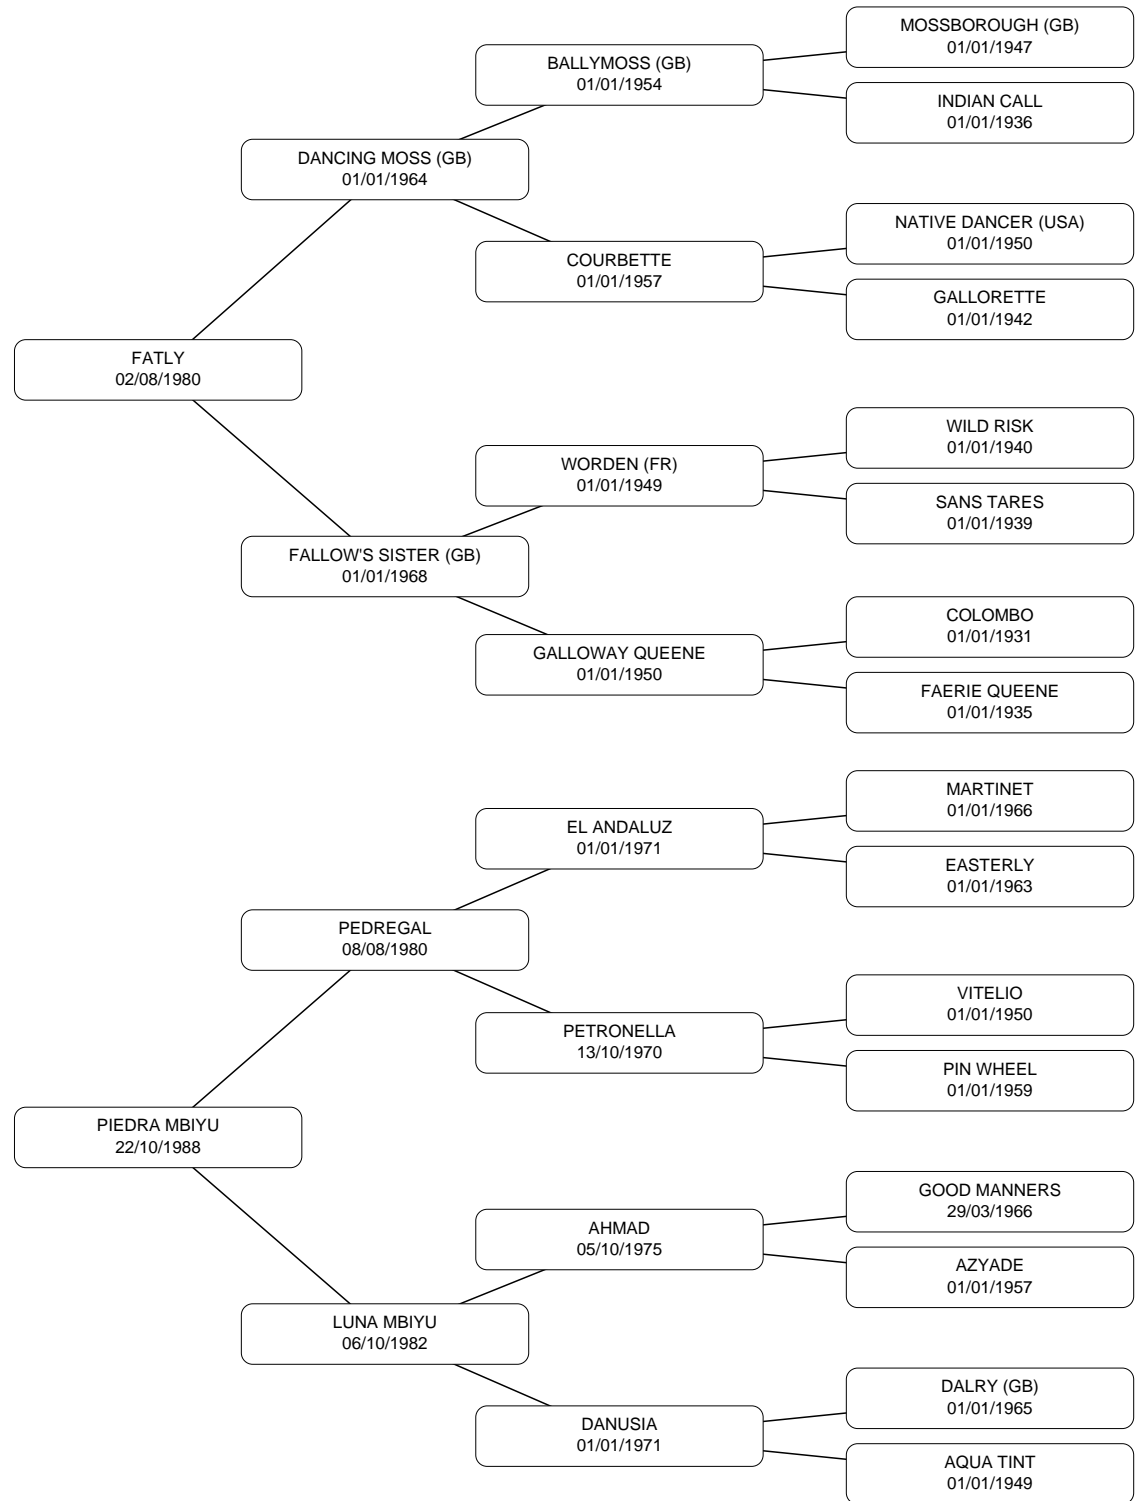 MOSSBOROUGH (GB)
01/01/1947
BALLYMOSS (GB)
01/01/1954
INDIAN CALL
01/01/1936
DANCING MOSS (GB)
01/01/1964
NATIVE DANCER (USA)
01/01/1950
COURBETTE
01/01/1957
GALLORETTE
01/01/1942
FATLY
02/08/1980
WILD RISK
01/01/1940
WORDEN (FR)
01/01/1949
SANS TARES
01/01/1939
FALLOW'S SISTER (GB)
01/01/1968
COLOMBO
01/01/1931
GALLOWAY QUEENE
01/01/1950
FAERIE QUEENE
01/01/1935
MARTINET
01/01/1966
EL ANDALUZ
01/01/1971
EASTERLY
01/01/1963
PEDREGAL
08/08/1980
VITELIO
01/01/1950
PETRONELLA
13/10/1970
PIN WHEEL
01/01/1959
PIEDRA MBIYU
22/10/1988
GOOD MANNERS
29/03/1966
AHMAD
05/10/1975
AZYADE
01/01/1957
LUNA MBIYU
06/10/1982
DALRY (GB)
01/01/1965
DANUSIA
01/01/1971
AQUA TINT
01/01/1949